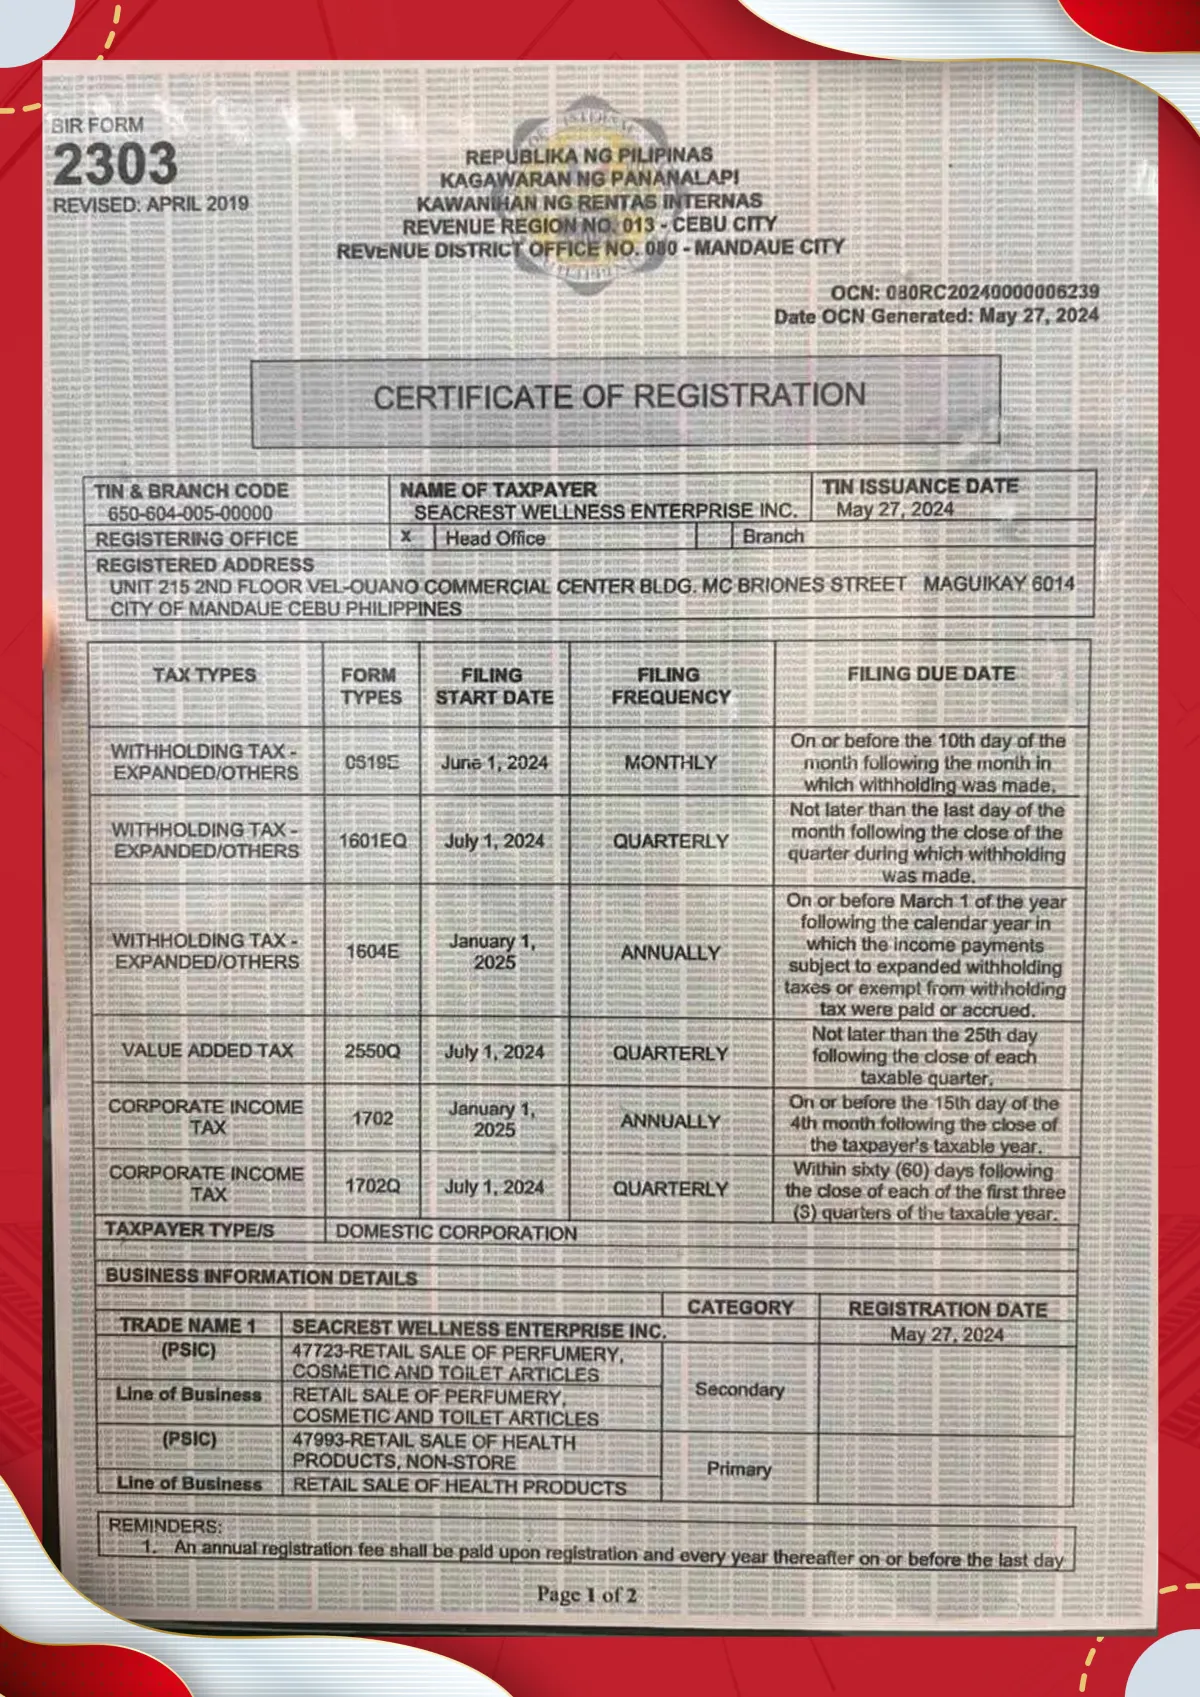 BIR FORM
2303
REVISED: APRIL 2019
REPUBLIKA NG PILIPINAS
KAGAWARAN NG PANANALAPI
KAWANIHAN NG RENTAS INTERNAS
REVENUE REGION NO. 013 - CEBU CITY
REVENUE DISTRICT OFFICE NO. 080 - MANDAUE CITY
OCN: 080RC20240000006239
Date OCN Generated: May 27, 2024
CERTIFICATE OF REGISTRATION
TIN & BRANCH CODE
650-604-005-00000
NAME OF TAXPAYER
SEACREST WELLNESS ENTERPRISE INC.
TIN ISSUANCE DATE
May 27, 2024
REGISTERING OFFICE
X Head Office
Branch
REGISTERED ADDRESS
UNIT 215 2ND FLOOR VEL-OUANO COMMERCIAL CENTER BLDG. MC BRIONES STREET MAGUIKAY 6014
CITY OF MANDAUE CEBU PHILIPPINES
TAX TYPES
FORM
TYPES
FILING
START DATE
FILING
FREQUENCY
FILING DUE DATE
WITHHOLDING TAX -
EXPANDED/OTHERS
0619E
June 1, 2024
MONTHLY
On or before the 10th day of the
month following the month in
which withholding was made.
WITHHOLDING TAX -
EXPANDED/OTHERS
1601EQ
July 1, 2024
QUARTERLY
Not later than the last day of the
month following the close of the
quarter during which withholding
was made.
WITHHOLDING TAX -
EXPANDED/OTHERS
1604E
January 1,
2025
ANNUALLY
On or before March 1 of the year
following the calendar year in
which the income payments
subject to expanded withholding
taxes or exempt from withholding
tax were paid or accrued.
VALUE ADDED TAX
2550Q
July 1, 2024
QUARTERLY
Not later than the 25th day
following the close of each
taxable quarter.
CORPORATE INCOME
TAX
1702
January 1,
2025
ANNUALLY
On or before the 15th day of the
4th month following the close of
the taxpayer's taxable year.
CORPORATE INCOME
TAX
1702Q
July 1, 2024
QUARTERLY
Within sixty (60) days following
the close of each of the first three
(3) quarters of the taxable year.
TAXPAYER TYPE/S
DOMESTIC CORPORATION
BUSINESS INFORMATION DETAILS
CATEGORY
REGISTRATION DATE
TRADE NAME 1
SEACREST WELLNESS ENTERPRISE INC.
May 27, 2024
(PSIC)
47723-RETAIL SALE OF PERFUMERY,
COSMETIC AND TOILET ARTICLES
Secondary
Line of Business
RETAIL SALE OF PERFUMERY,
COSMETIC AND TOILET ARTICLES
(PSIC)
47993-RETAIL SALE OF HEALTH
PRODUCTS, NON-STORE
Primary
Line of Business
RETAIL SALE OF HEALTH PRODUCTS
REMINDERS:
1. An annual registration fee shall be paid upon registration and every year thereafter on or before the last day
Page 1 of 2